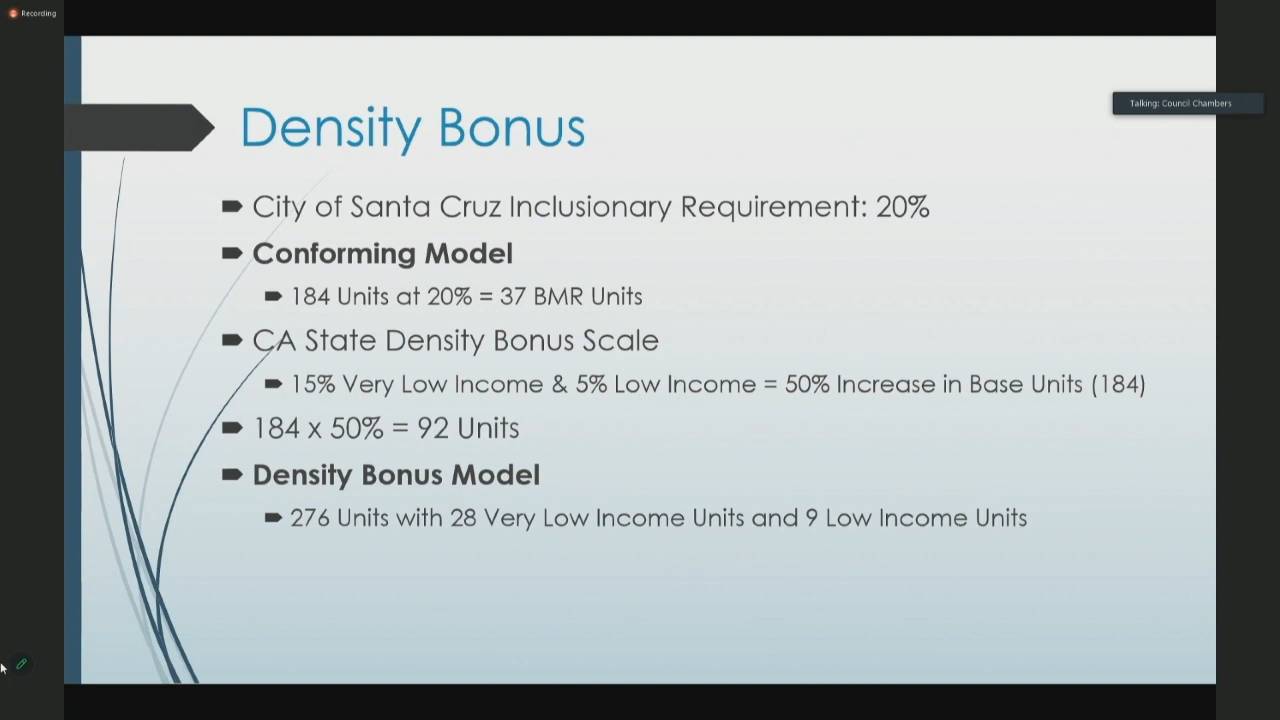 Recording
Talking: Council Chambers
Density Bonus
City of Santa Cruz Inclusionary Requirement: 20%
Conforming Model
184 Units at 20% = 37 BMR Units
CA State Density Bonus Scale
15% Very Low Income & 5% Low Income = 50% Increase in Base Units (184)
184 x 50% = 92 Units
Density Bonus Model
276 Units with 28 Very Low Income Units and 9 Low Income Units